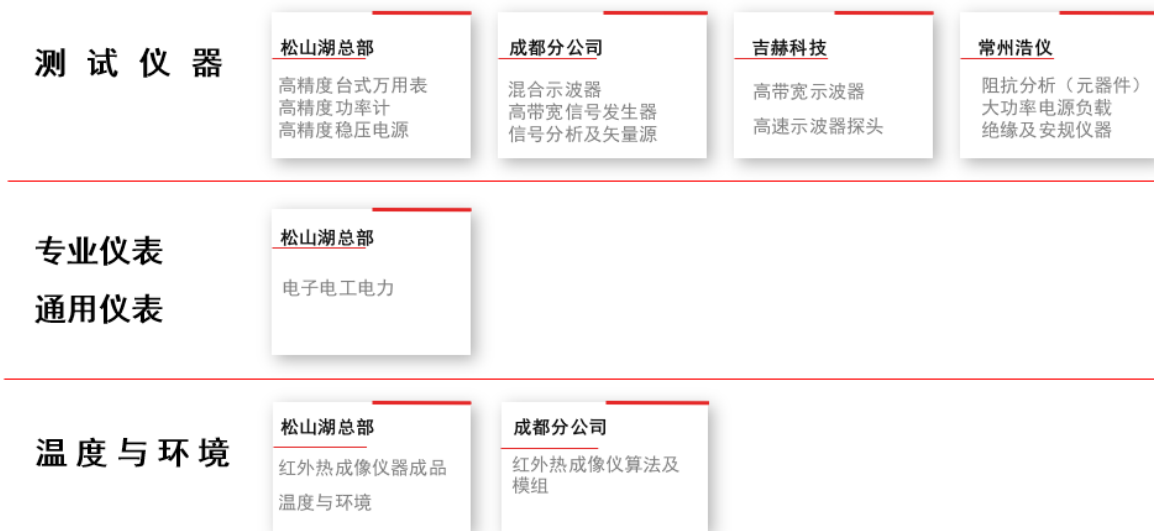 测试仪器
松山湖总部
高精度台式万用表
高精度功率计
高精度稳压电源
成都分公司
混合示波器
高带宽信号发生器
信号分析及矢量源
吉赫科技
高带宽示波器
高速示波器探头
常州浩仪
阻抗分析（元器件）
大功率电源负载
绝缘及安规仪器
专业仪表
通用仪表
松山湖总部
电子电工电力
温度与环境
松山湖总部
红外热成像仪器成品
温度与环境
成都分公司
红外热成像仪算法及
模组